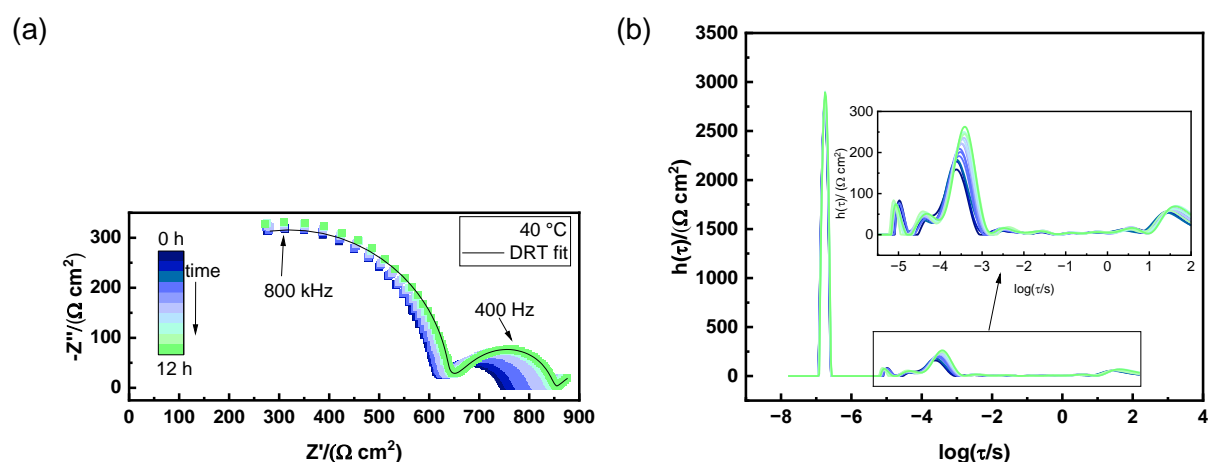 (a)
-Z''/(Ω cm²)
300
200
100
0
0 h
time
12 h
800 kHz
400 Hz
40 °C
DRT fit
0 100 200 300 400 500 600 700 800 900
Z'/(Ω cm²)
(b)
h(τ)/(Ω cm²)
3500
3000
2500
2000
1500
1000
500
0
h(τ)/ (Ω cm²)
300
200
100
0
-5 -4 -3 -2 -1 0 1 2
log(τ/s)
-8 -6 -4 -2 0 2 4
log(τ/s)